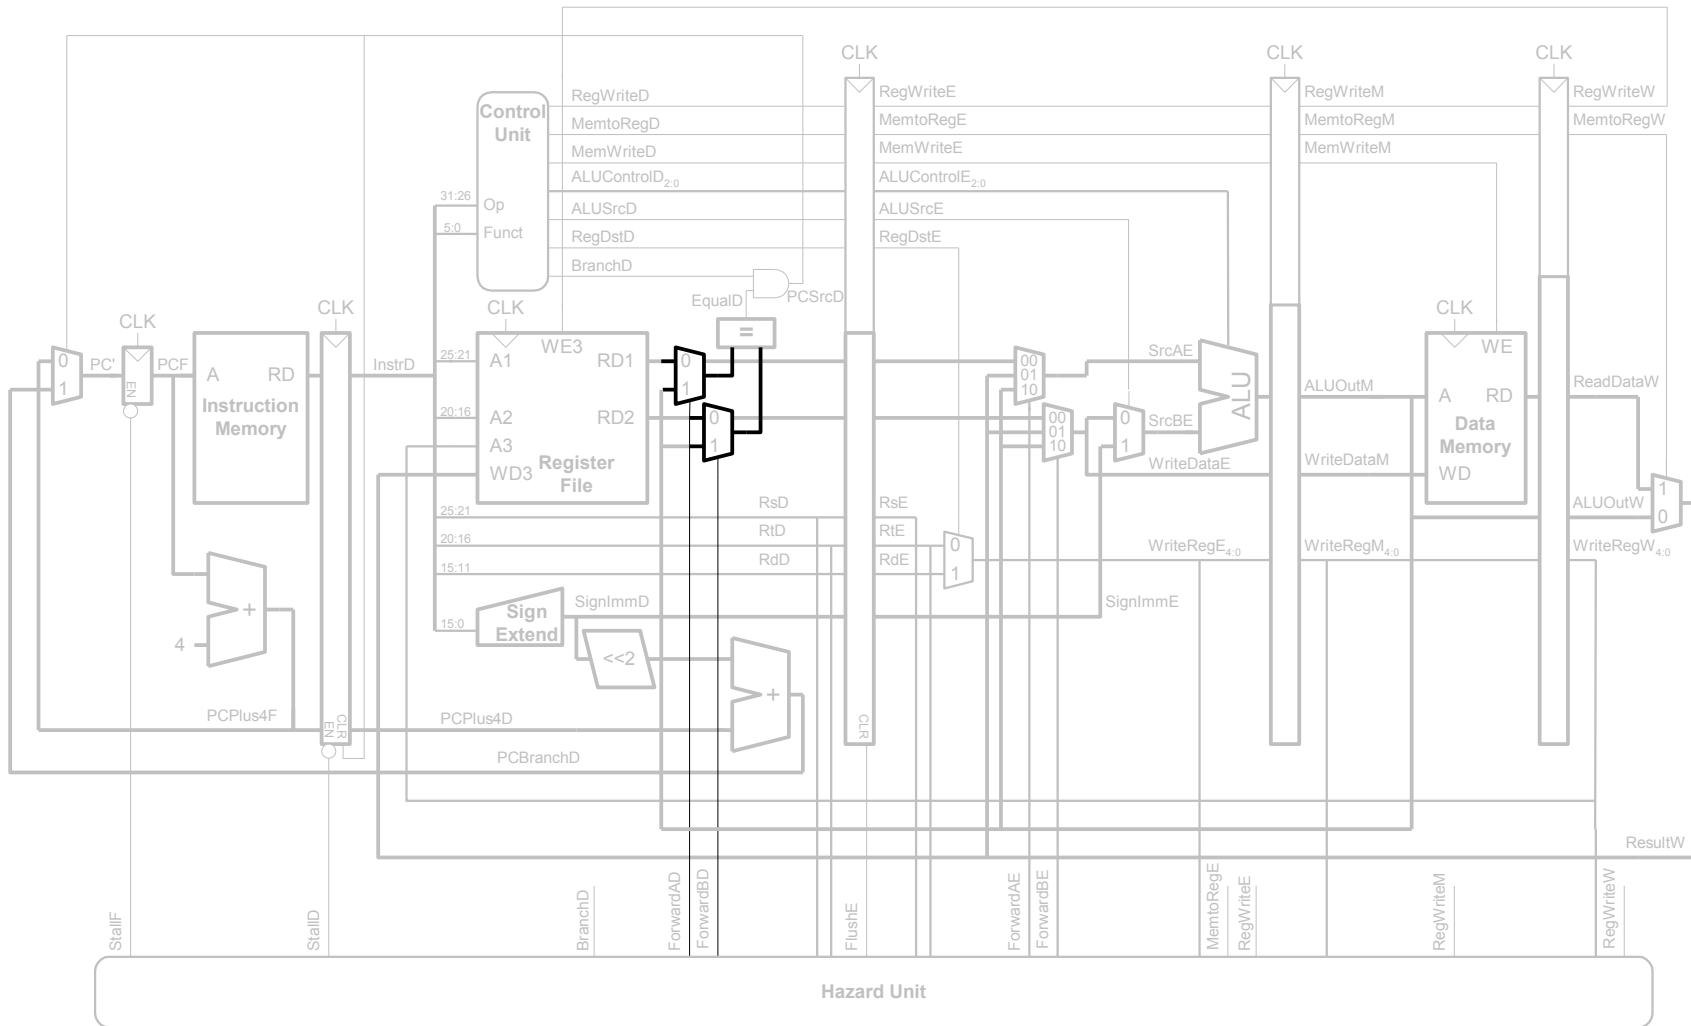 CLK
CLK
CLK
Control
Unit
RegWriteD
MemtoRegD
MemWriteD
ALUControlD2:0
ALUSrcD
RegDstD
BranchD
31:26
Op
5:0
Funct
RegWriteE
MemtoRegE
MemWriteE
ALUControlE2:0
ALUSrcE
RegDstE
RegWriteM
MemtoRegM
MemWriteM
RegWriteW
MemtoRegW
EqualD
PCSrcD
=
CLK
CLK
CLK
CLK
0
1
PC'
EN
PCF
A
RD
Instruction
Memory
InstrD
25:21
A1
WE3
RD1
20:16
A2
RD2
A3
WD3
Register
File
0
1
0
1
00
01
10
00
01
10
SrcAE
0
1
SrcBE
ALU
WriteDataE
ALUOutM
WriteDataM
WE
A
RD
Data
Memory
WD
ReadDataW
ALUOutW
1
0
25:21
RsD
RsE
20:16
RtD
RtE
15:11
RdD
RdE
0
1
WriteRegE4:0
WriteRegM4:0
WriteRegW4:0
15:0
Sign
Extend
SignImmD
SignImmE
<<2
+
4
+
PCPlus4F
EN
CLR
PCPlus4D
CLR
PCBranchD
ResultW
StallF
StallD
BranchD
ForwardAD
ForwardBD
FlushE
ForwardAE
ForwardBE
MemtoRegE
RegWriteE
RegWriteM
RegWriteW
Hazard Unit